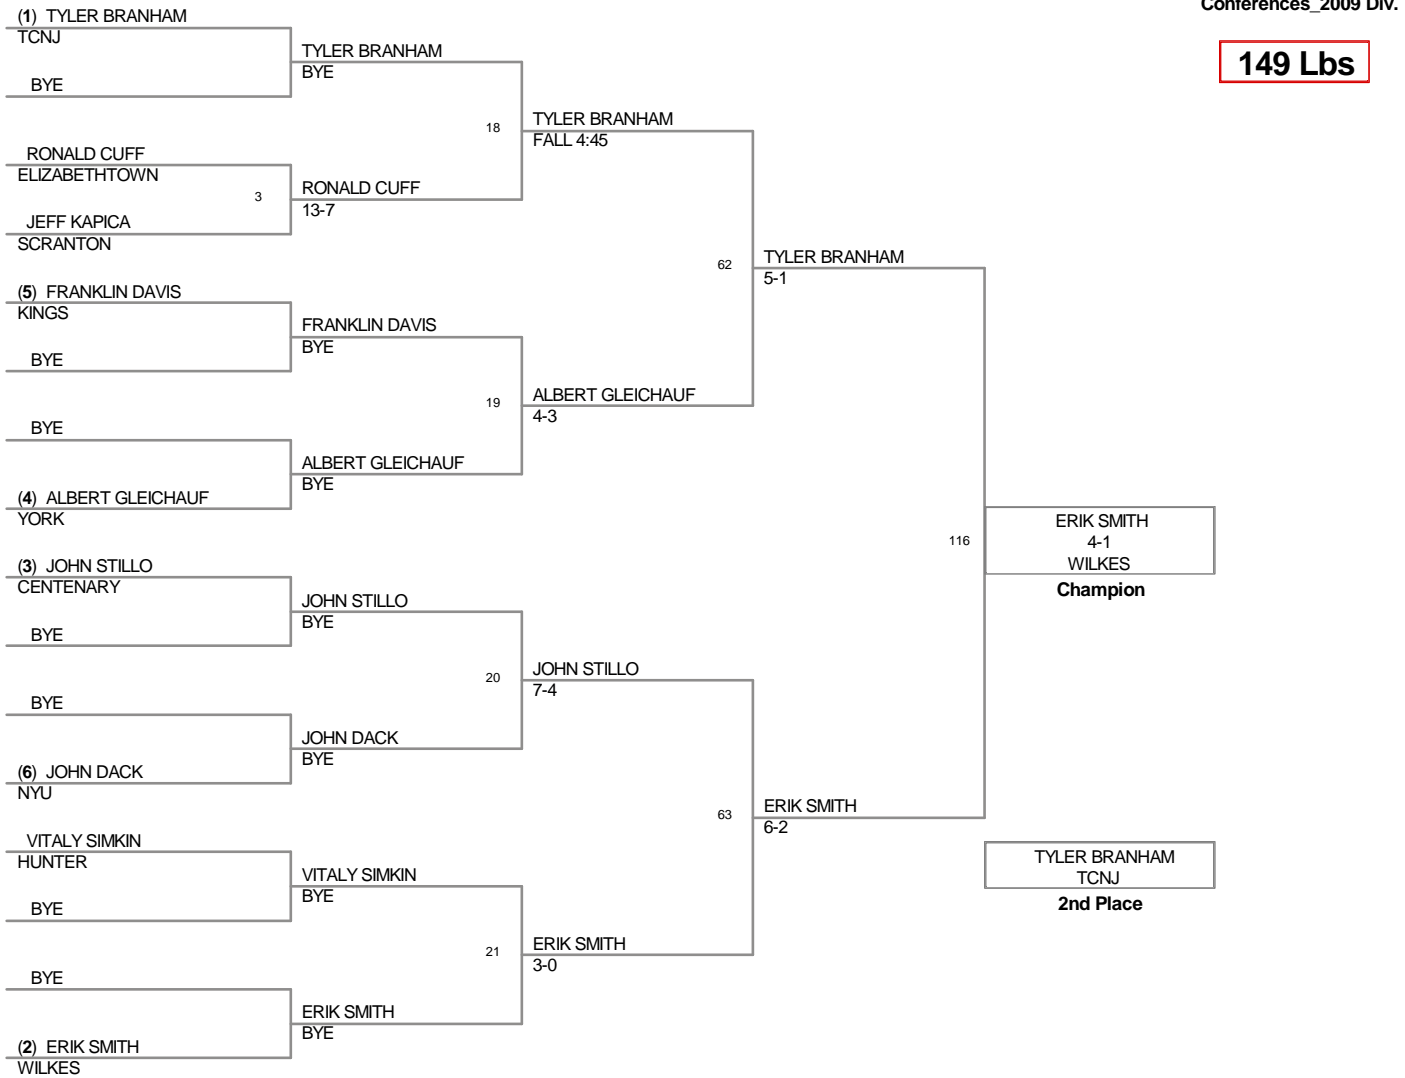 Conferences_2009 Div.
149 Lbs
(1) TYLER BRANHAM
TCNJ
BYE
RONALD CUFF
ELIZABETHTOWN
3
JEFF KAPICA
SCRANTON
(5) FRANKLIN DAVIS
KINGS
BYE
BYE
(4) ALBERT GLEICHAUF
YORK
(3) JOHN STILLO
CENTENARY
BYE
BYE
(6) JOHN DACK
NYU
VITALY SIMKIN
HUNTER
BYE
BYE
(2) ERIK SMITH
WILKES
TYLER BRANHAM
BYE
18
RONALD CUFF
13-7
FRANKLIN DAVIS
BYE
19
ALBERT GLEICHAUF
BYE
JOHN STILLO
BYE
20
JOHN DACK
BYE
VITALY SIMKIN
BYE
21
ERIK SMITH
BYE
TYLER BRANHAM
FALL 4:45
62
ALBERT GLEICHAUF
4-3
JOHN STILLO
7-4
63
ERIK SMITH
3-0
TYLER BRANHAM
5-1
116
ERIK SMITH
6-2
ERIK SMITH
4-1
WILKES
Champion
TYLER BRANHAM
TCNJ
2nd Place